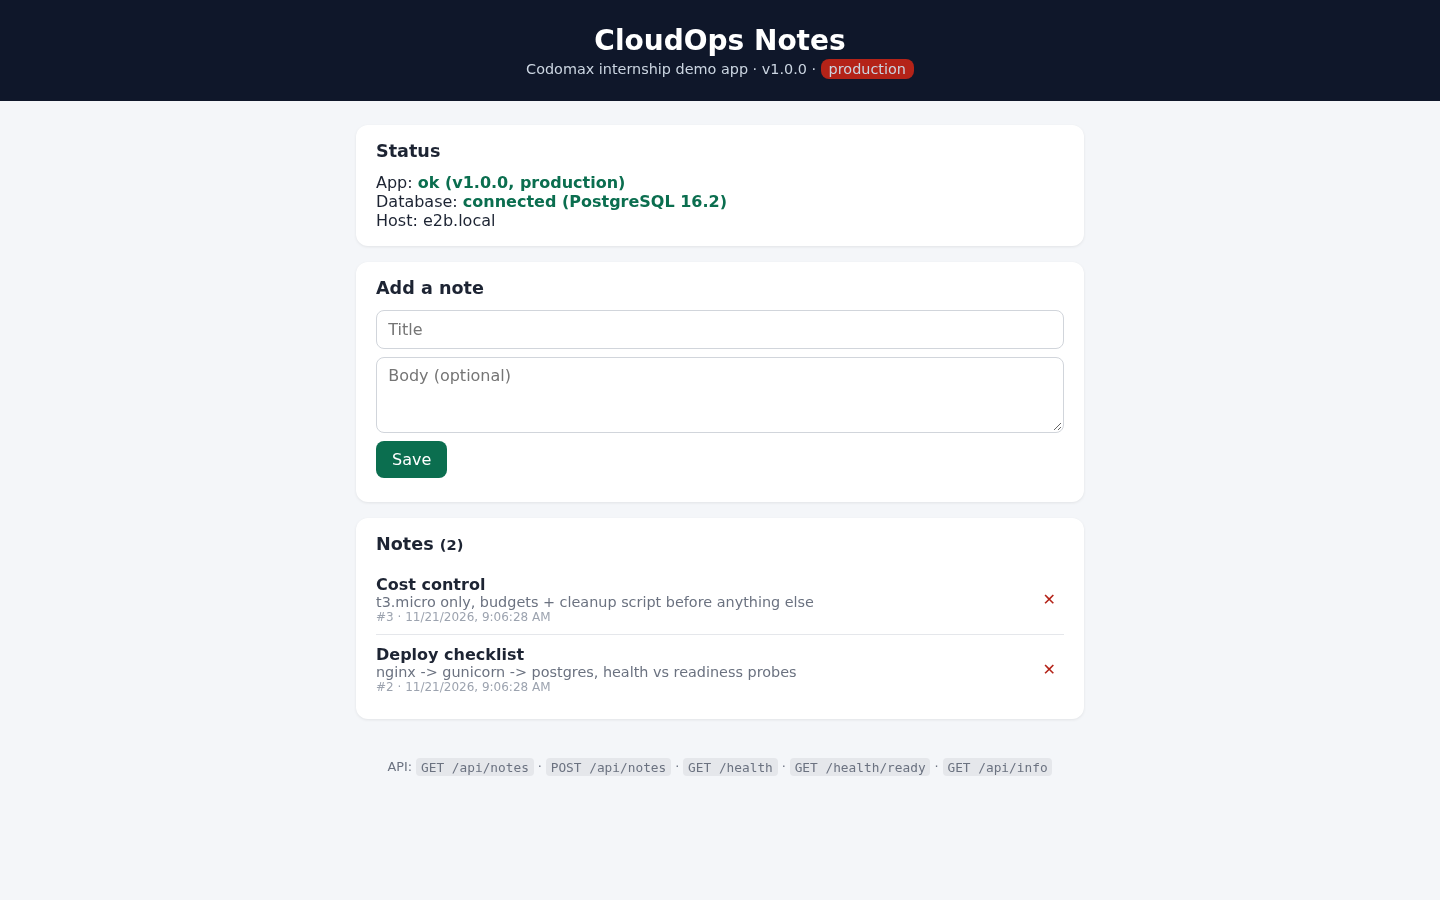 CloudOps Notes
Codomax internship demo app · v1.0.0 · production
Status
App: ok (v1.0.0, production)
Database: connected (PostgreSQL 16.2)
Host: e2b.local
Add a note
Title
Body (optional)
Save
Notes (2)
Cost control
t3.micro only, budgets + cleanup script before anything else
#3 · 11/21/2026, 9:06:28 AM
✕
Deploy checklist
nginx -> gunicorn -> postgres, health vs readiness probes
#2 · 11/21/2026, 9:06:28 AM
✕
API: GET /api/notes · POST /api/notes · GET /health · GET /health/ready · GET /api/info